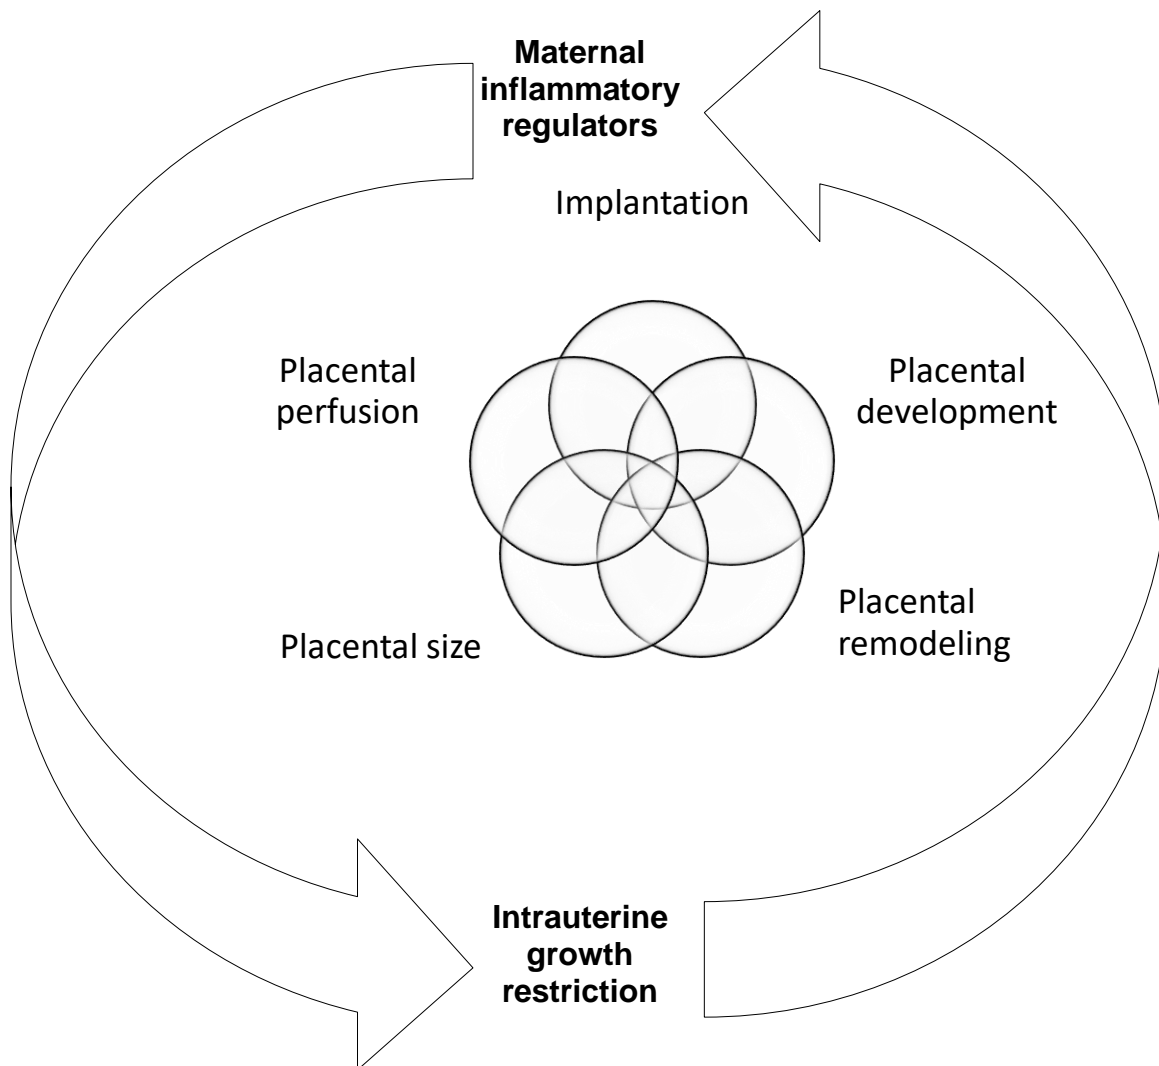 Maternal
inflammatory
regulators
Implantation
Placental
perfusion
Placental
development
Placental size
Placental
remodeling
Intrauterine
growth
restriction